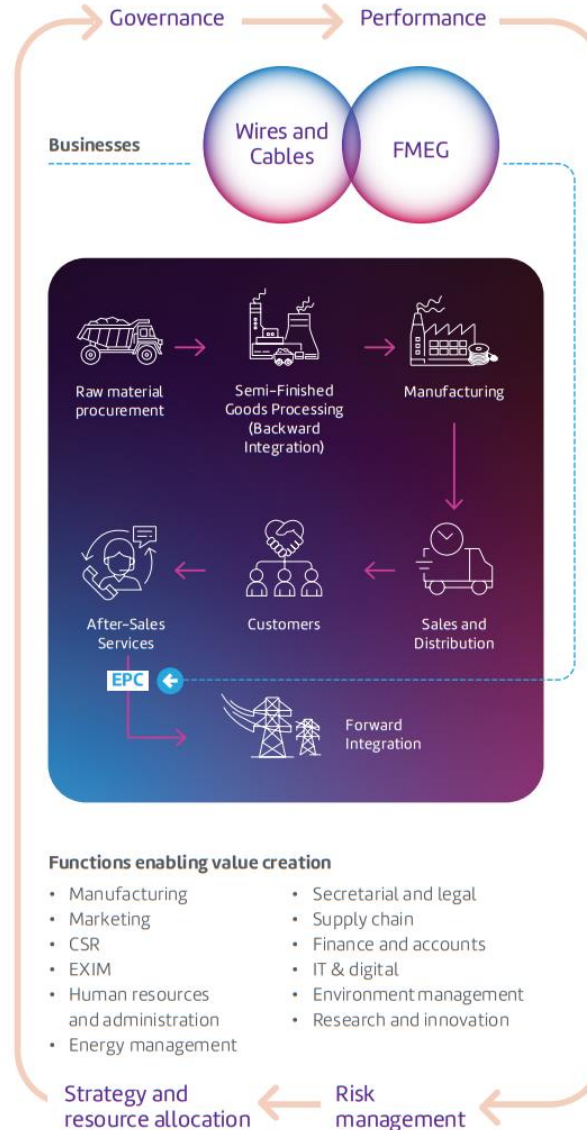 Governance
Performance
Businesses
Wires and
Cables
FMEG
Raw material
procurement
Semi-Finished
Goods Processing
(Backward
Integration)
Manufacturing
After-Sales
Services
Customers
Sales and
Distribution
EPC
Forward
Integration
Functions enabling value creation
• Manufacturing
• Marketing
• CSR
• EXIM
• Human resources
and administration
• Energy management
• Secretarial and legal
• Supply chain
• Finance and accounts
• IT & digital
• Environment management
• Research and innovation
Strategy and
resource allocation
Risk
management